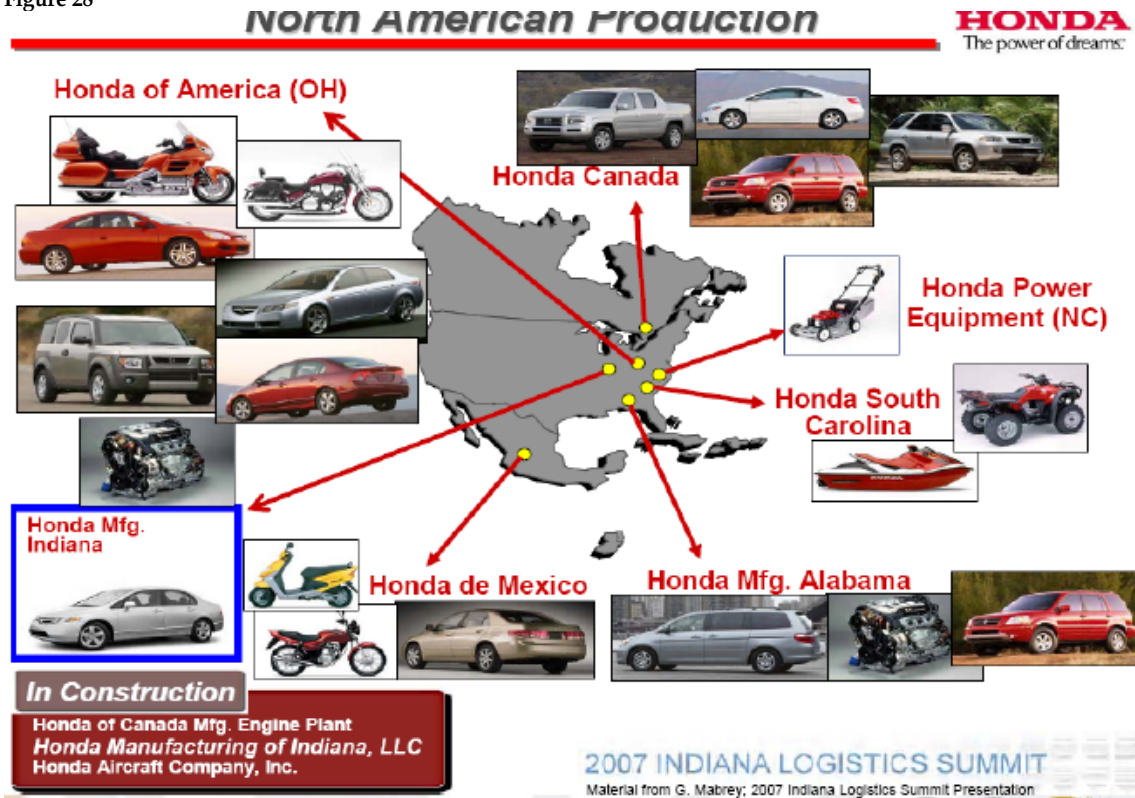 Figure 28
North American Production
HONDA
The power of dreams:
Honda of America (OH)
Honda Canada
Honda Power
Equipment (NC)
Honda South
Carolina
Honda Mfg.
Indiana
Honda de Mexico
Honda Mfg. Alabama
In Construction
Honda of Canada Mfg. Engine Plant
Honda Manufacturing of Indiana, LLC
Honda Aircraft Company, Inc.
2007 INDIANA LOGISTICS SUMMIT
Material from G. Mabrey; 2007 Indiana Logistics Summit Presentation